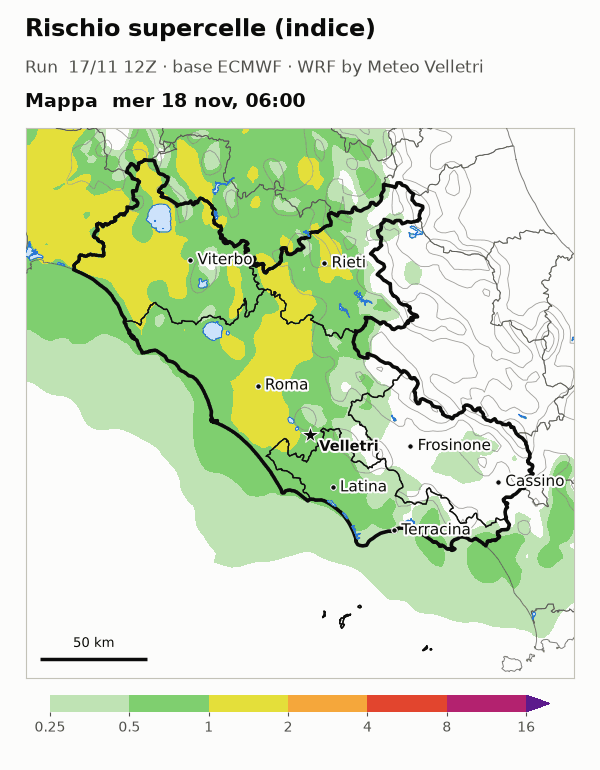 Rischio supercelle (indice)
Run  17/11 12Z · base ECMWF · WRF by Meteo Velletri
Mappa  mer 18 nov, 06:00
Viterbo
Rieti
Roma
Velletri
Frosinone
Latina
Cassino
Terracina
50 km
0.25 0.5 1 2 4 8 16